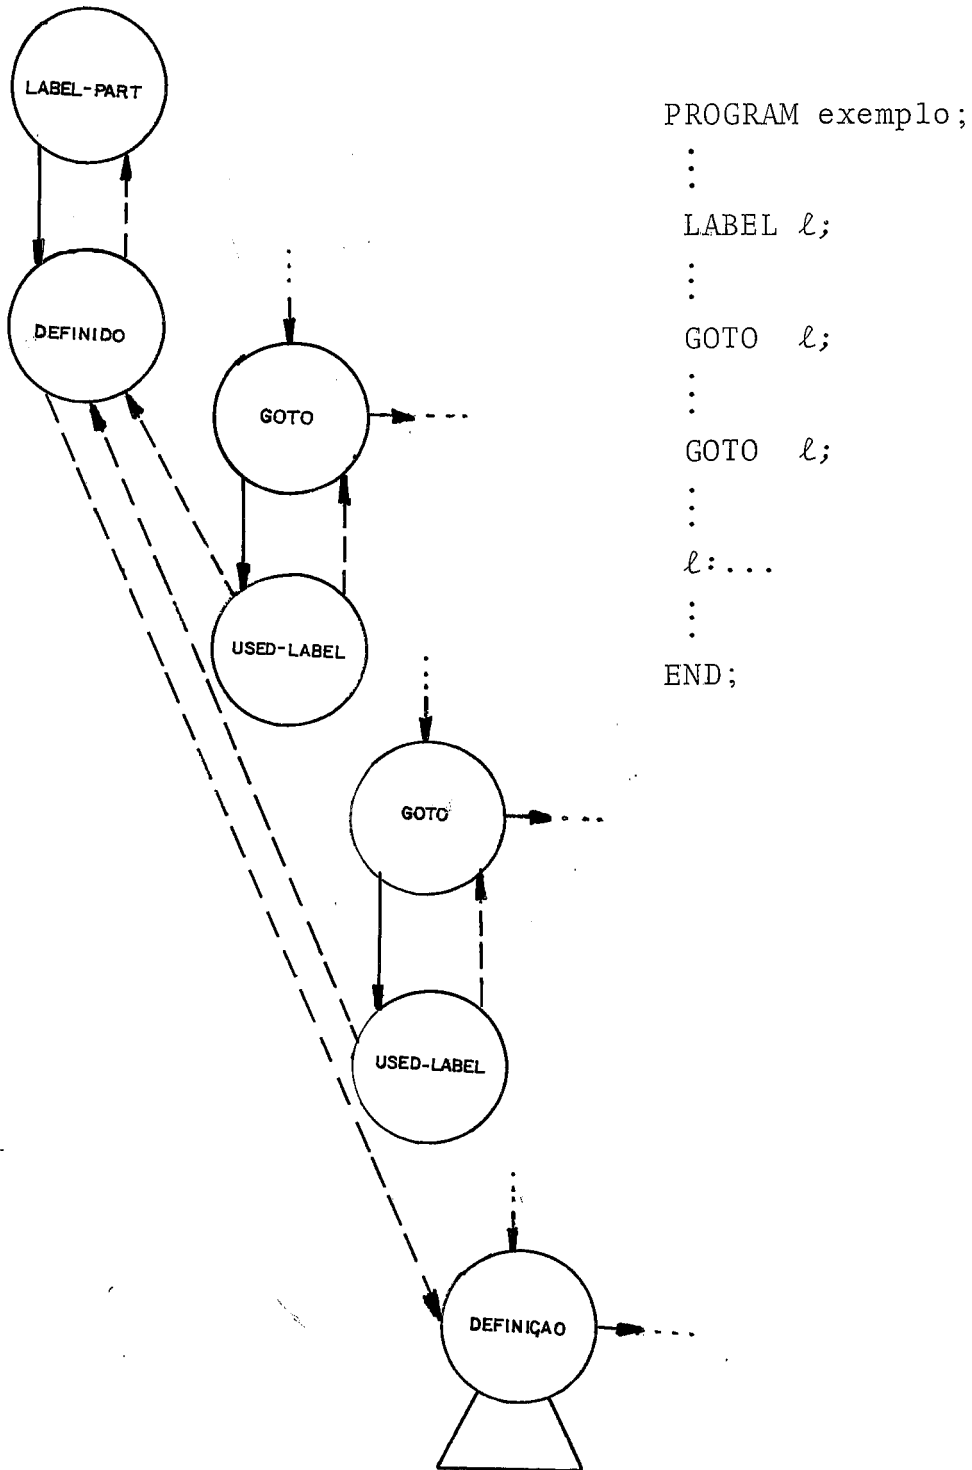 LABEL-PART
DEFINIDO
GOTO
USED-LABEL
GOTO
USED-LABEL
DEFINIÇAO
PROGRAM exemplo;
LABEL ℓ;
GOTO ℓ;
GOTO ℓ;
ℓ:...
END;